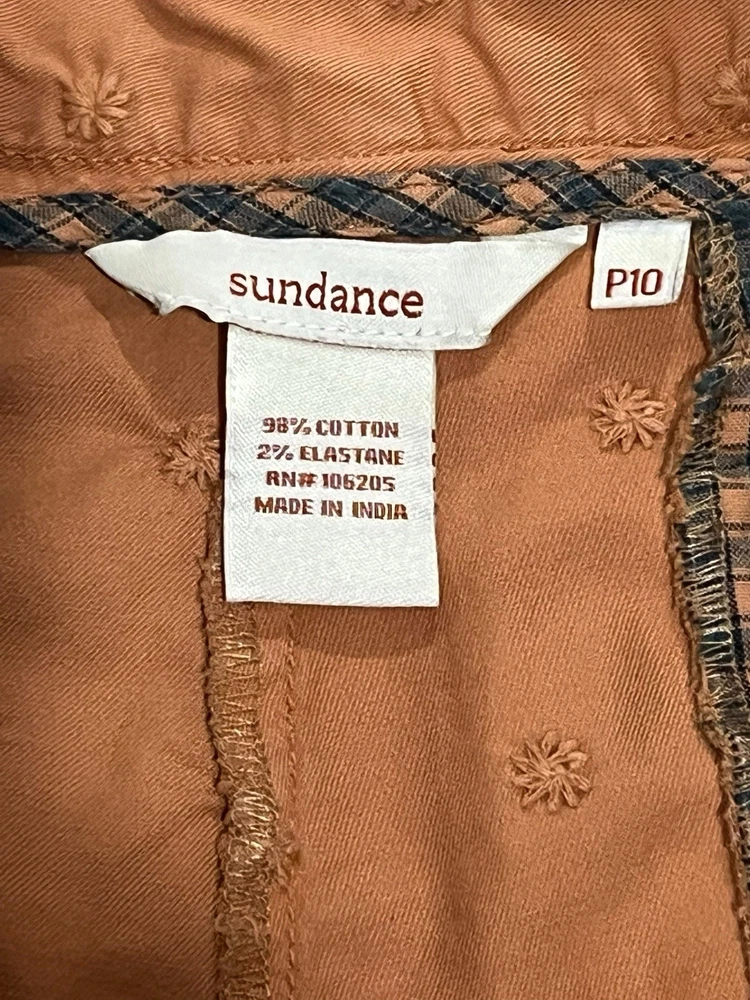 sundance
P10
98% COTTON
2% ELASTANE
RN# 106205
MADE IN INDIA